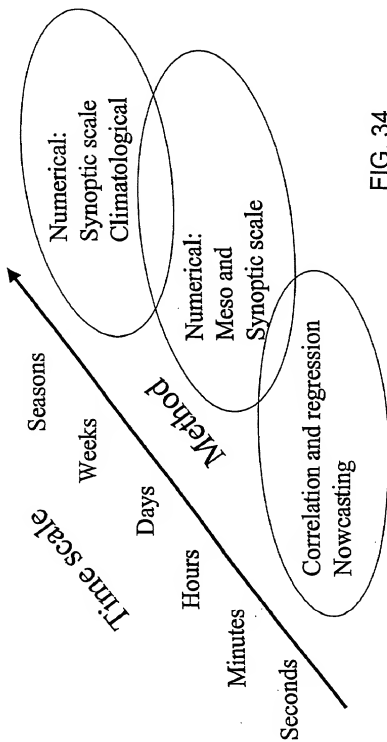 Time scale
Seasons
Weeks
Days
Hours
Minutes
Seconds
Method
Numerical:
Synoptic scale
Climatological
Numerical:
Meso and
Synoptic scale
Correlation and regression
Nowcasting
FIG. 34